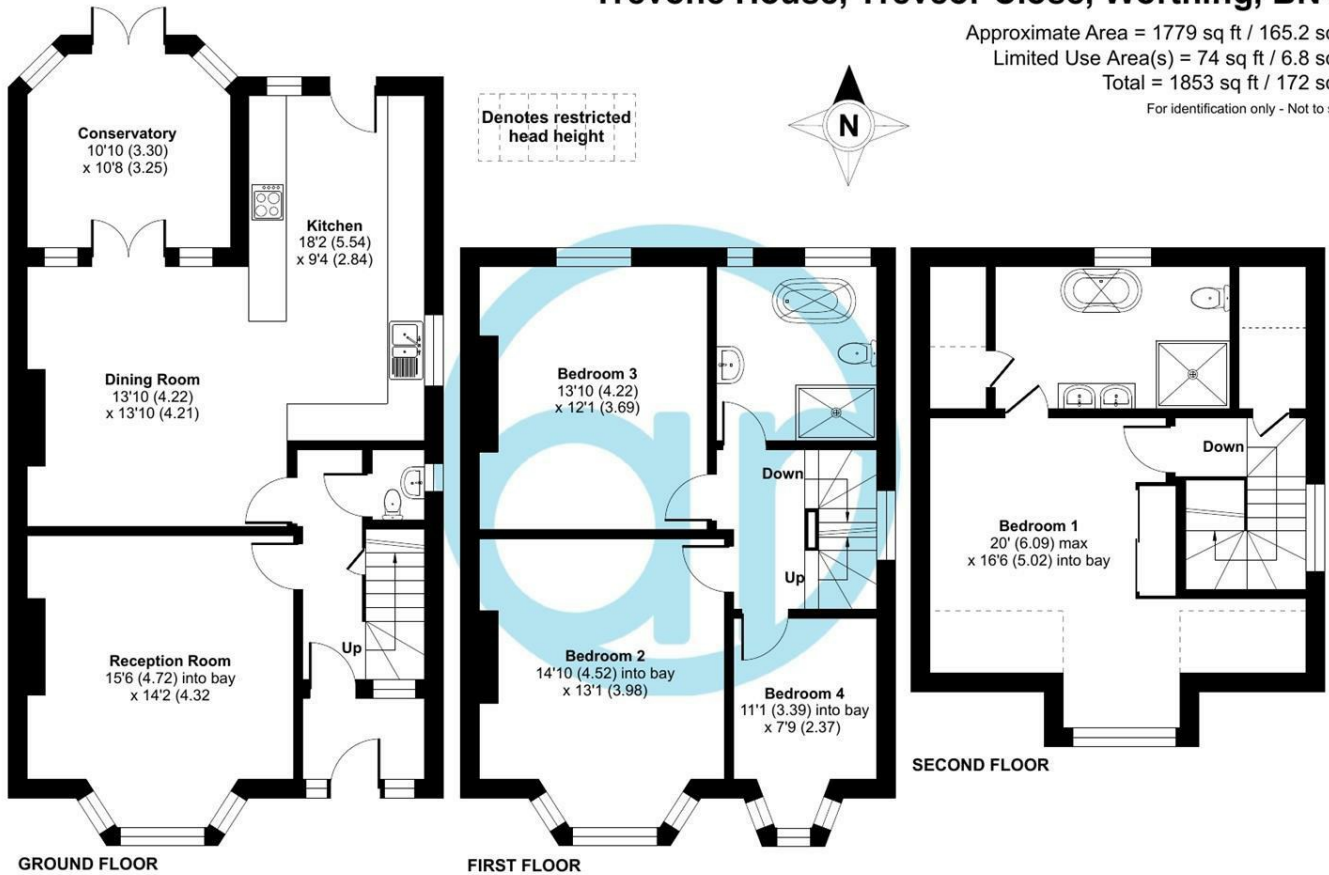 Approximate Area = 1779 sq ft / 165.2 sq
Limited Use Area(s) = 74 sq ft / 6.8 sq
Total = 1853 sq ft / 172 sq
For identification only - Not to s
Denotes restricted
head height
N
Conservatory
10'10 (3.30)
x 10'8 (3.25)
Kitchen
18'2 (5.54)
x 9'4 (2.84)
Dining Room
13'10 (4.22)
x 13'10 (4.21)
Reception Room
15'6 (4.72) into bay
x 14'2 (4.32
Up
GROUND FLOOR
Bedroom 3
13'10 (4.22)
x 12'1 (3.69)
Down
Up
Bedroom 2
14'10 (4.52) into bay
x 13'1 (3.98)
Bedroom 4
11'1 (3.39) into bay
x 7'9 (2.37)
FIRST FLOOR
Down
Bedroom 1
20' (6.09) max
x 16'6 (5.02) into bay
SECOND FLOOR